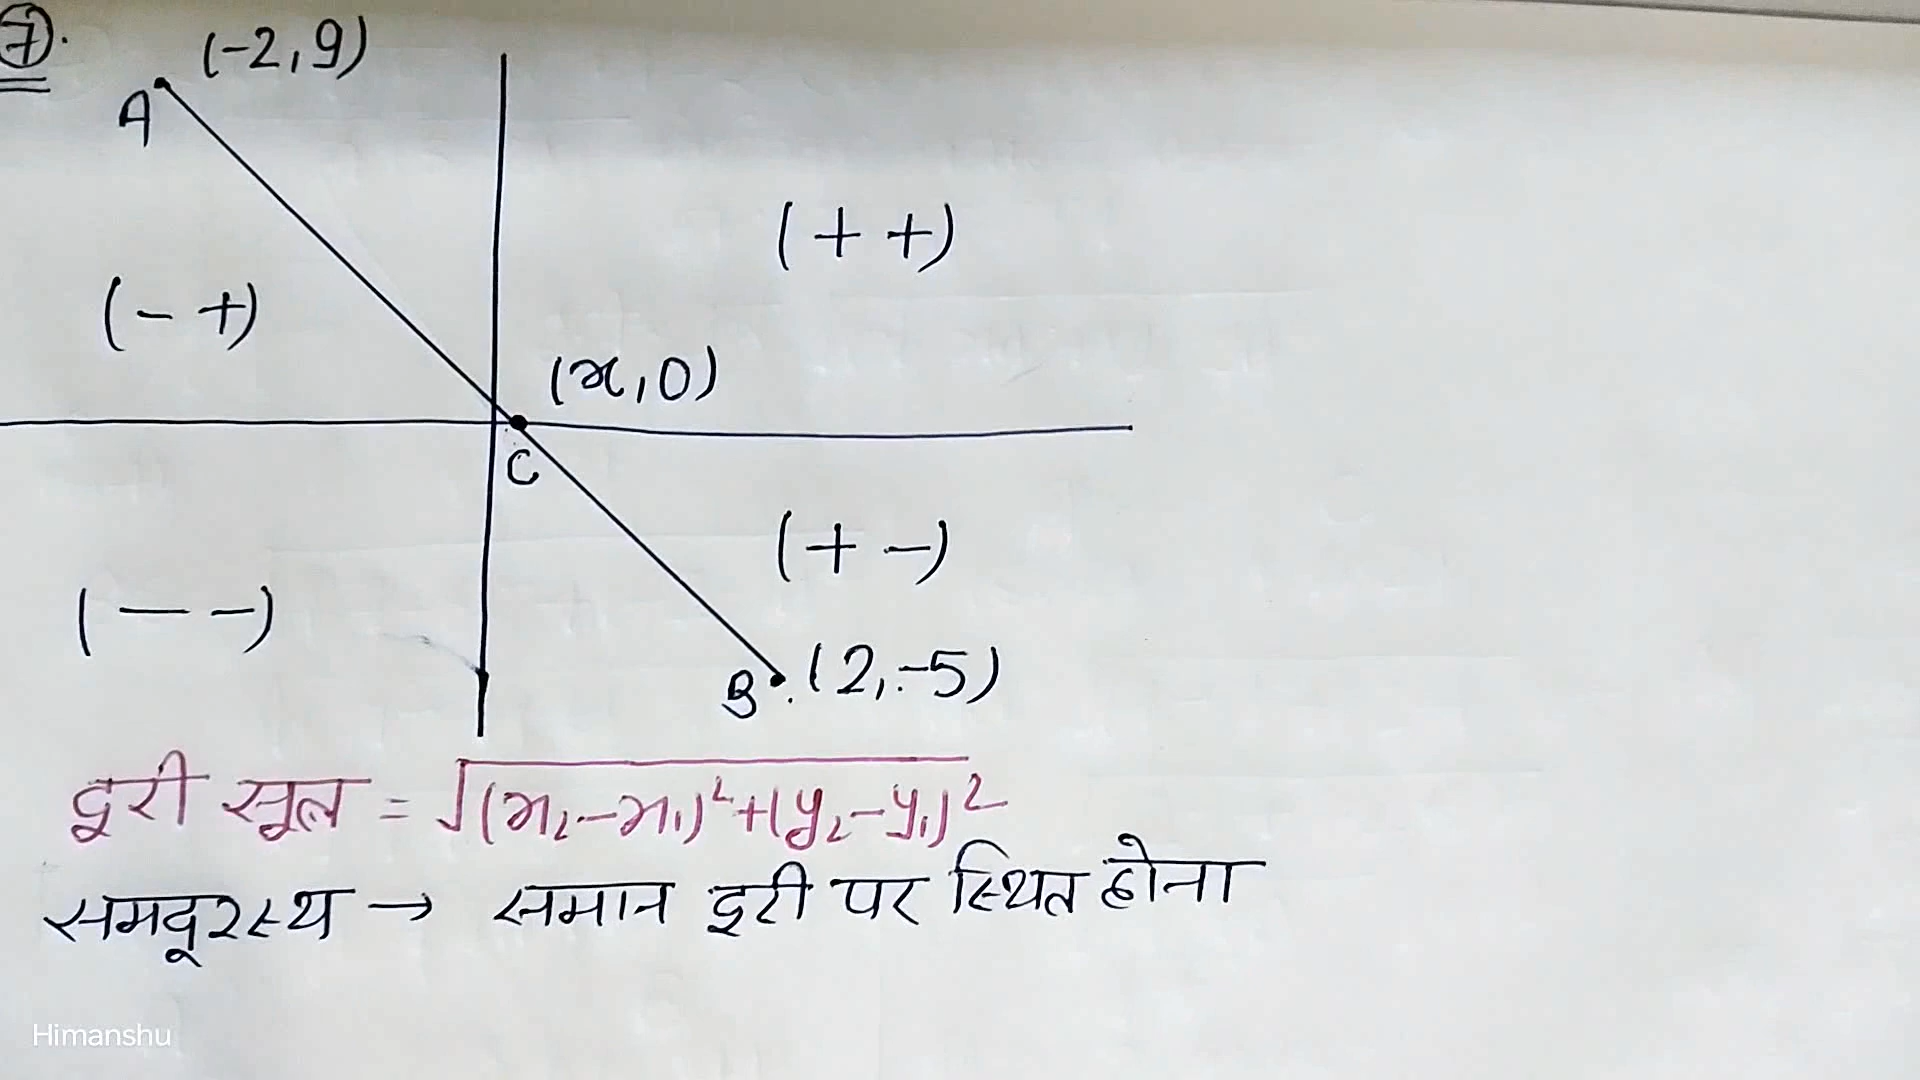 ⑦.
(-2,9)
A
(+ +)
(- +)
(x,0)
C
(+ -)
(- -)
B (2,-5)
दूरी सूत्र = √(x₂-x₁)²+(y₂-y₁)²
समदूरस्थ → समान दूरी पर स्थित होना
Himanshu